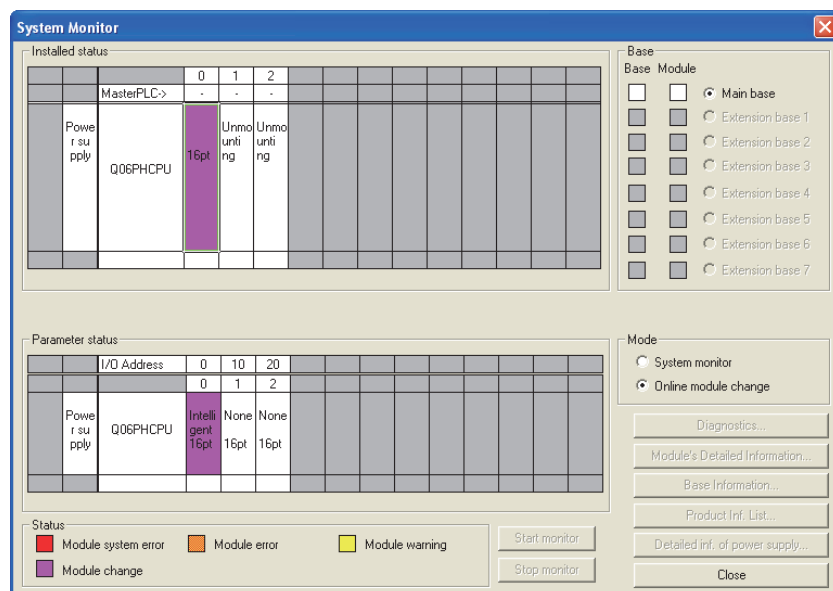 System Monitor
Installed status
0 1 2
MasterPLC-> - - -
Powe
r su
pply
Q06PHCPU
16pt
Unmo
unti
ng
Unmo
unti
ng
Base
Base Module
Main base
Extension base 1
Extension base 2
Extension base 3
Extension base 4
Extension base 5
Extension base 6
Extension base 7
Parameter status
I/O Address 0 10 20
0 1 2
Powe
r su
pply
Q06PHCPU
Intelli
gent
16pt
None
16pt
None
16pt
Mode
System monitor
Online module change
Diagnostics...
Module's Detailed Information...
Base Information...
Product Inf. List...
Detailed inf. of power supply...
Close
Status
Module system error
Module error
Module warning
Module change
Start monitor
Stop monitor